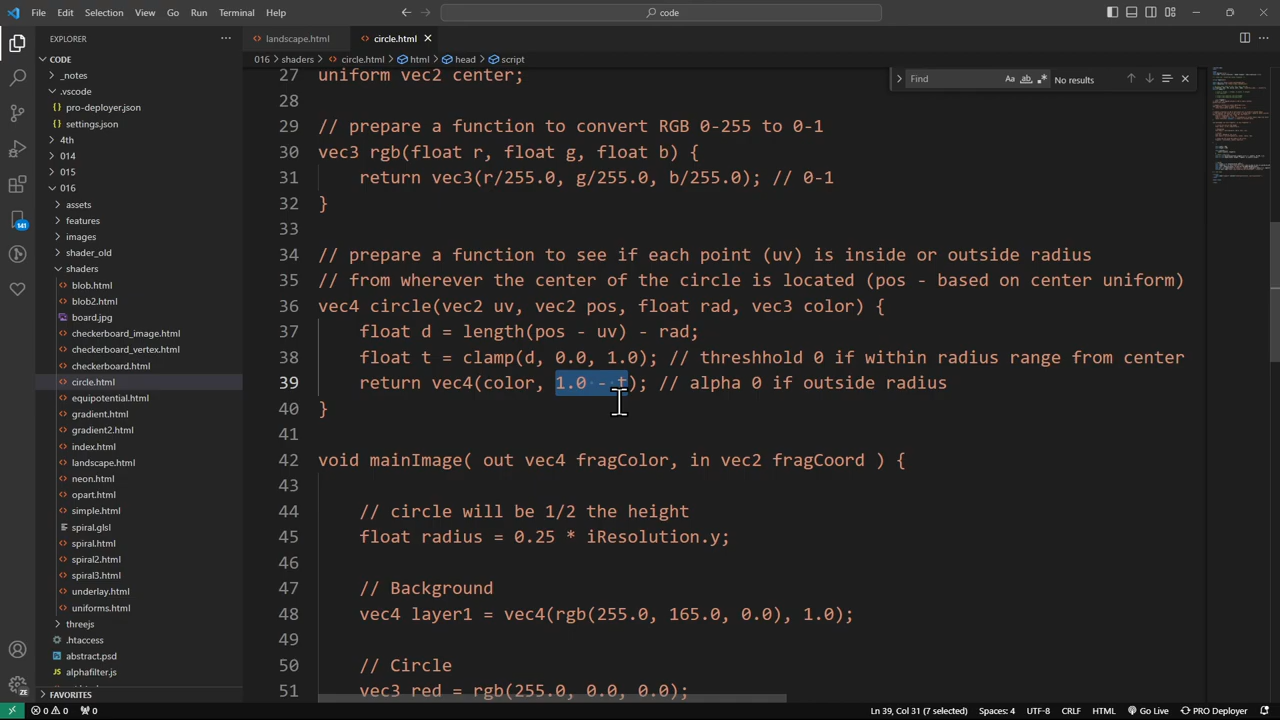 File Edit Selection View Go Run Terminal Help
code
EXPLORER
landscape.html
circle.html
016 shaders circle.html html head script
CODE
_notes
.vscode
pro-deployer.json
settings.json
4th
014
015
016
assets
features
images
shader_old
shaders
blob.html
blob2.html
board.jpg
checkerboard_image.html
checkerboard_vertex.html
checkerboard.html
circle.html
equipotential.html
gradient.html
gradient2.html
index.html
landscape.html
neon.html
opart.html
simple.html
spiral.glsl
spiral.html
spiral2.html
spiral3.html
underlay.html
uniforms.html
threejs
.htaccess
abstract.psd
alphafilter.js
FAVORITES
141
ZE
Find
Aa ab
No results
27 uniform vec2 center;
28
29 // prepare a function to convert RGB 0-255 to 0-1
30 vec3 rgb(float r, float g, float b) {
31 return vec3(r/255.0, g/255.0, b/255.0); // 0-1
32 }
33
34 // prepare a function to see if each point (uv) is inside or outside radius
35 // from wherever the center of the circle is located (pos - based on center uniform)
36 vec4 circle(vec2 uv, vec2 pos, float rad, vec3 color) {
37 float d = length(pos - uv) - rad;
38 float t = clamp(d, 0.0, 1.0); // threshhold 0 if within radius range from center
39 return vec4(color, 1.0 - t); // alpha 0 if outside radius
40 }
41
42 void mainImage( out vec4 fragColor, in vec2 fragCoord ) {
43
44 // circle will be 1/2 the height
45 float radius = 0.25 * iResolution.y;
46
47 // Background
48 vec4 layer1 = vec4(rgb(255.0, 165.0, 0.0), 1.0);
49
50 // Circle
51 vec3 red = rgb(255.0, 0.0, 0.0);
0 0 0
Ln 39, Col 31 (7 selected) Spaces: 4 UTF-8 CRLF HTML Go Live PRO Deployer